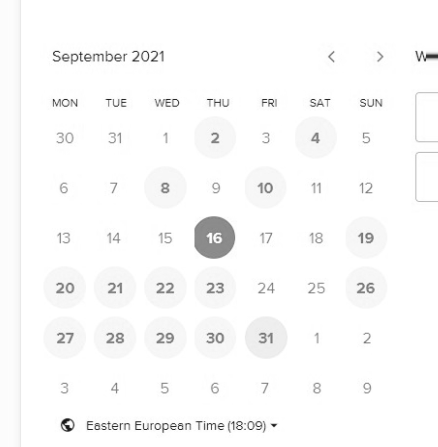 September 2021
MON TUE WED THU FRI SAT SUN
30 31 1 2 3 4 5
6 7 8 9 10 11 12
13 14 15 16 17 18 19
20 21 22 23 24 25 26
27 28 29 30 31 1 2
3 4 5 6 7 8 9
Eastern European Time (18:09)